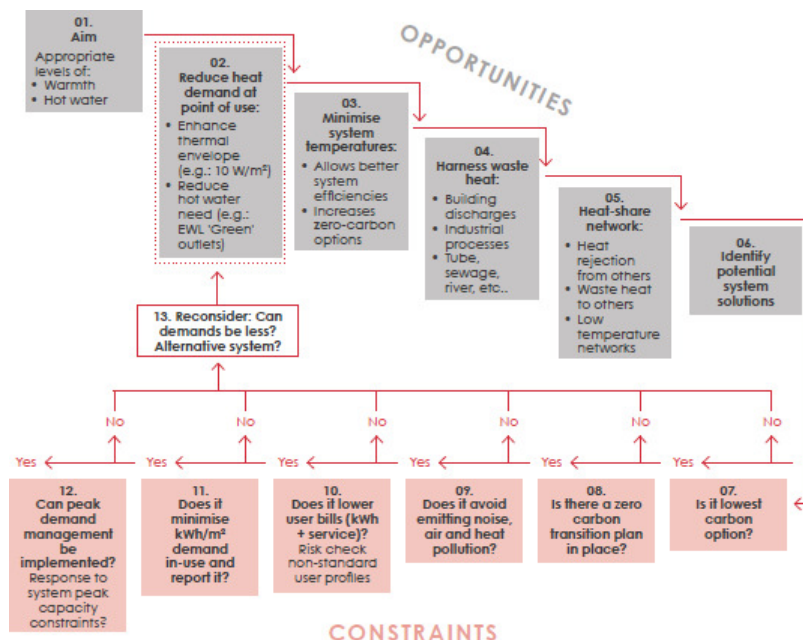 01.
Aim
Appropriate
levels of:
• Warmth
• Hot water
OPPORTUNITIES
02.
Reduce heat
demand at
point of use:
• Enhance
thermal
envelope
(e.g.: 10 W/m²)
• Reduce
hot water
need (e.g.:
EWL 'Green'
outlets)
03.
Minimise
system
temperatures:
• Allows better
system
efficiencies
• Increases
zero-carbon
options
04.
Harness waste
heat:
• Building
discharges
• Industrial
processes
• Tube,
sewage,
river, etc..
05.
Heat-share
network:
• Heat
rejection
from others
• Waste heat
to others
• Low
temperature
networks
06.
Identify
potential
system
solutions
13. Reconsider: Can
demands be less?
Alternative system?
No
No
No
No
No
No
Yes
Yes
Yes
Yes
Yes
Yes
12.
Can peak
demand
management
be
implemented?
Response to
system peak
capacity
constraints?
11.
Does it
minimise
kWh/m²
demand
in-use and
report it?
10.
Does it lower
user bills (kWh
+ service)?
Risk check
non-standard
user profiles
09.
Does it avoid
emitting noise,
air and heat
pollution?
08.
Is there a zero
carbon
transition plan
in place?
07.
Is it lowest
carbon
option?
CONSTRAINTS